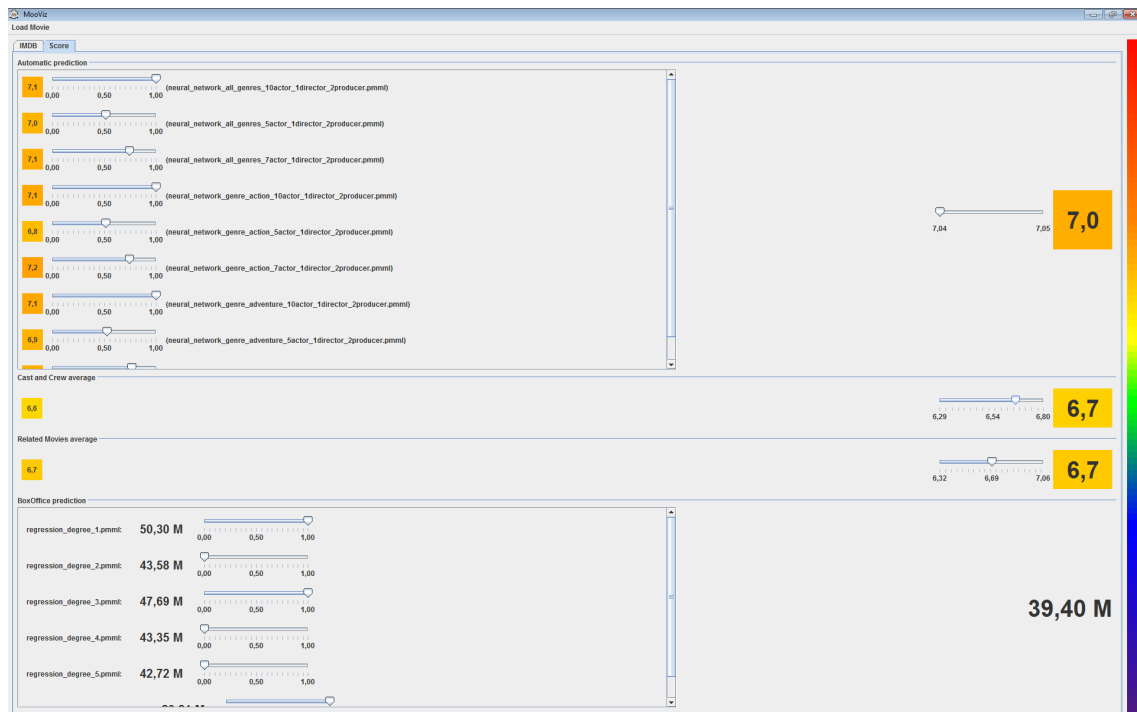 MooViz
Load Movie
IMDB Score
Automatic prediction
7,1 0,00 0,50 1,00 (neural_network_all_genres_10actor_1director_2producer.pmml)
7,0 0,00 0,50 1,00 (neural_network_all_genres_5actor_1director_2producer.pmml)
7,1 0,00 0,50 1,00 (neural_network_all_genres_7actor_1director_2producer.pmml)
7,1 0,00 0,50 1,00 (neural_network_genre_action_10actor_1director_2producer.pmml)
6,8 0,00 0,50 1,00 (neural_network_genre_action_5actor_1director_2producer.pmml)
7,2 0,00 0,50 1,00 (neural_network_genre_action_7actor_1director_2producer.pmml)
7,1 0,00 0,50 1,00 (neural_network_genre_adventure_10actor_1director_2producer.pmml)
6,9 0,00 0,50 1,00 (neural_network_genre_adventure_5actor_1director_2producer.pmml)
7,04 7,05 7,0
Cast and Crew average
6,6 6,29 6,54 6,80 6,7
Related Movies average
6,7 6,32 6,69 7,06 6,7
BoxOffice prediction
regression_degree_1.pmml: 50,30 M 0,00 0,50 1,00
regression_degree_2.pmml: 43,58 M 0,00 0,50 1,00
regression_degree_3.pmml: 47,69 M 0,00 0,50 1,00
regression_degree_4.pmml: 43,35 M 0,00 0,50 1,00
regression_degree_5.pmml: 42,72 M 0,00 0,50 1,00
39,40 M